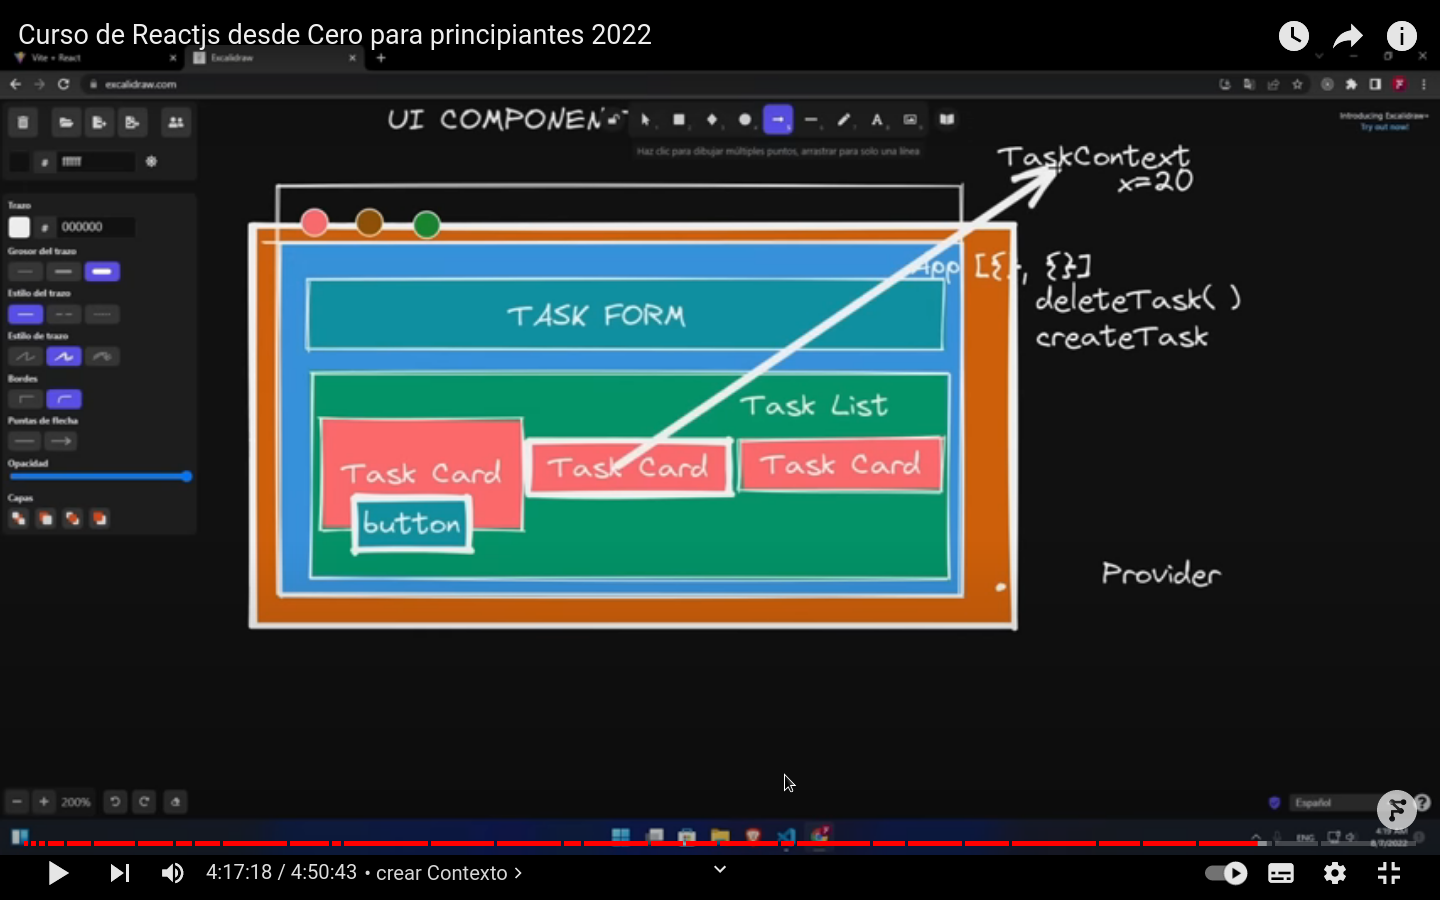 Curso de Reactjs desde Cero para principiantes 2022
Vite + React
Excalidraw
excalidraw.com
UI COMPONENT
Haz clic para dibujar múltiples puntos, arrastrar para solo una línea
Introducing Excalidraw+
Try out now!
# ffffff
Trazo
# 000000
Grosor del trazo
Estilo del trazo
Estilo de trazo
Bordes
Puntas de flecha
Opacidad
Capas
TaskContext
x=20
App [{}, {}]
deleteTask( )
createTask
TASK FORM
Task List
Task Card
Task Card
Task Card
button
Provider
200%
Español
ENG
4:19 AM
8/7/2022
4:17:18 / 4:50:43 • crear Contexto >